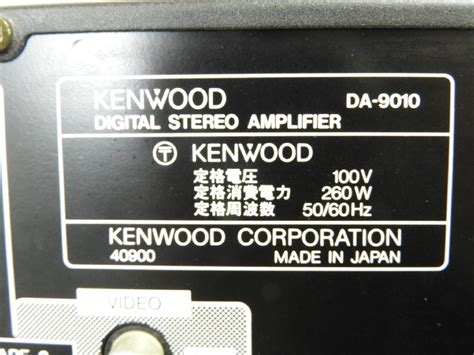 KENWOOD DA-9010
DIGITAL STEREO AMPLIFIER
〒 KENWOOD
定格電圧 100V
定格消費電力 260W
定格周波数 50/60Hz
KENWOOD CORPORATION
40900 MADE IN JAPAN
VIDEO